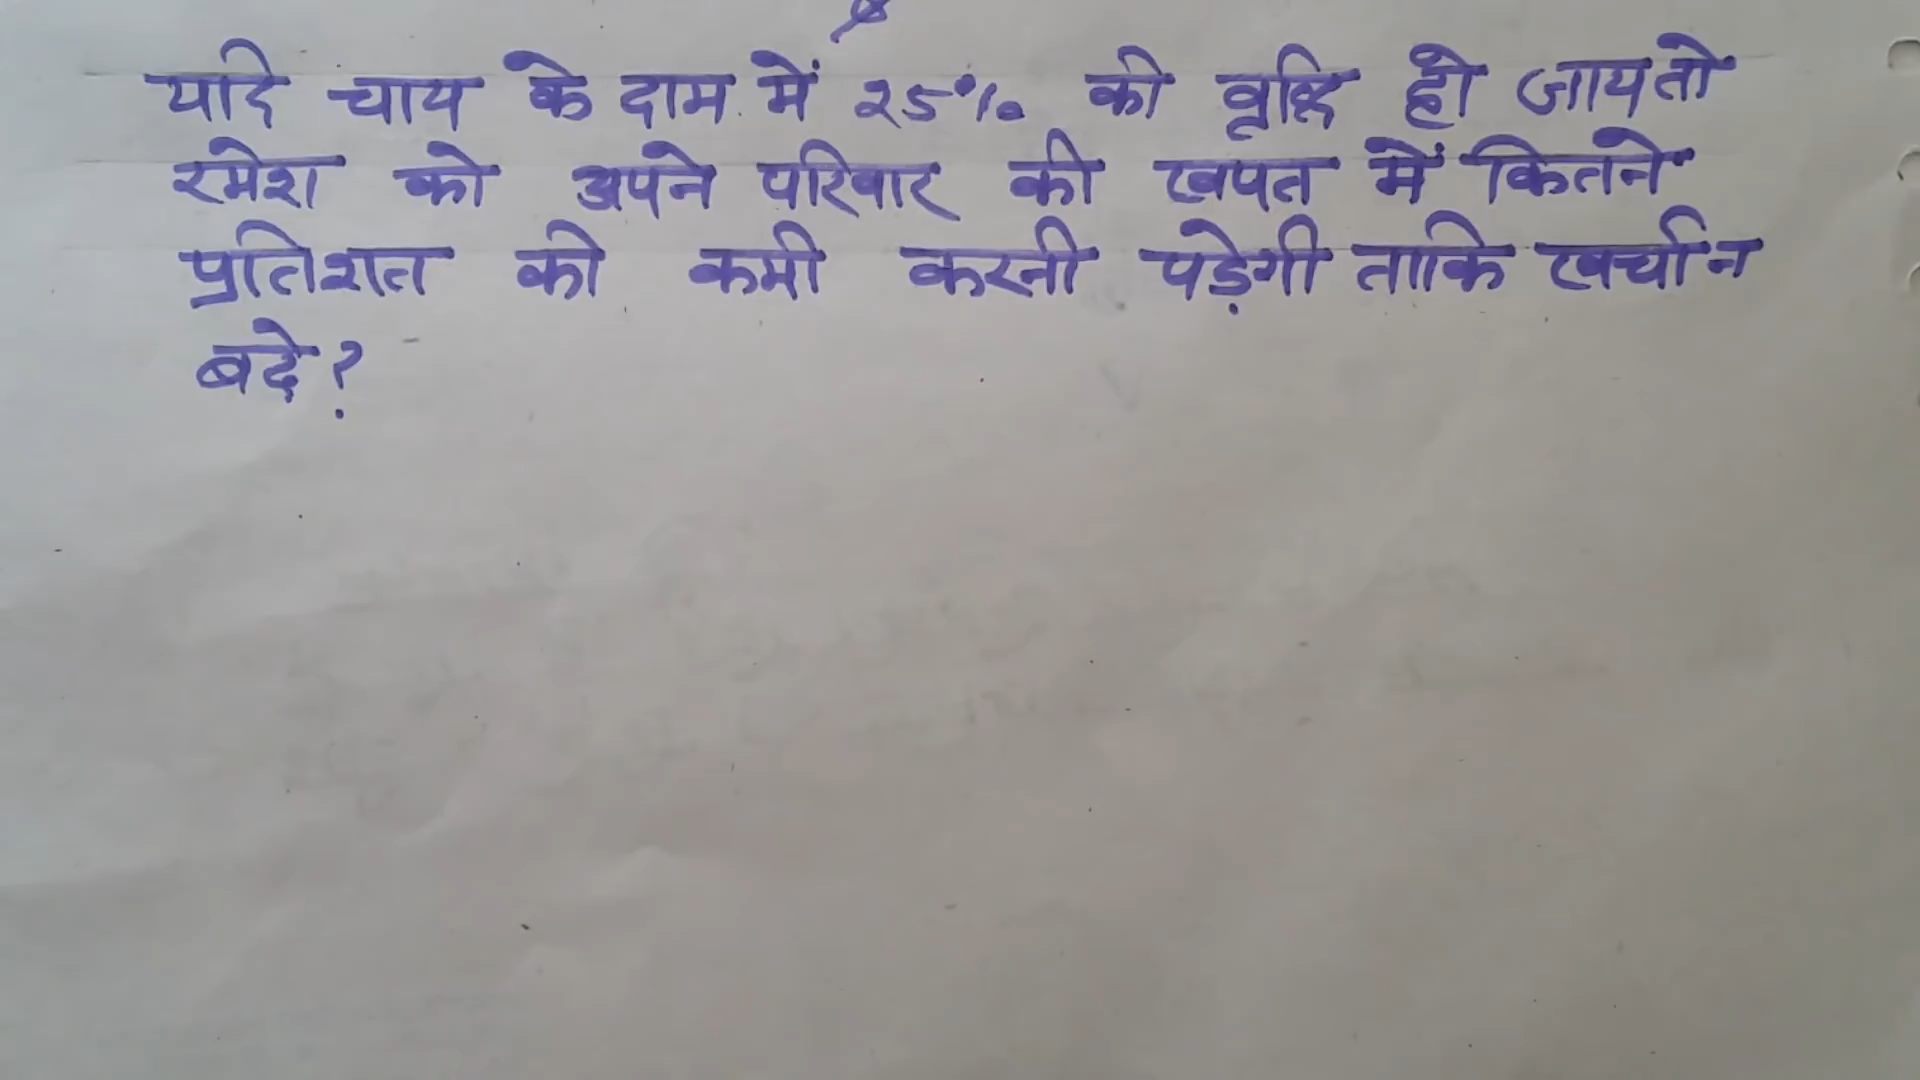 यदि चाय के दाम में 25% की वृद्धि हो जाय तो
रमेश को अपने परिवार की खपत में कितने
प्रतिशत की कमी करनी पड़ेगी ताकि खर्चा न
बढे?